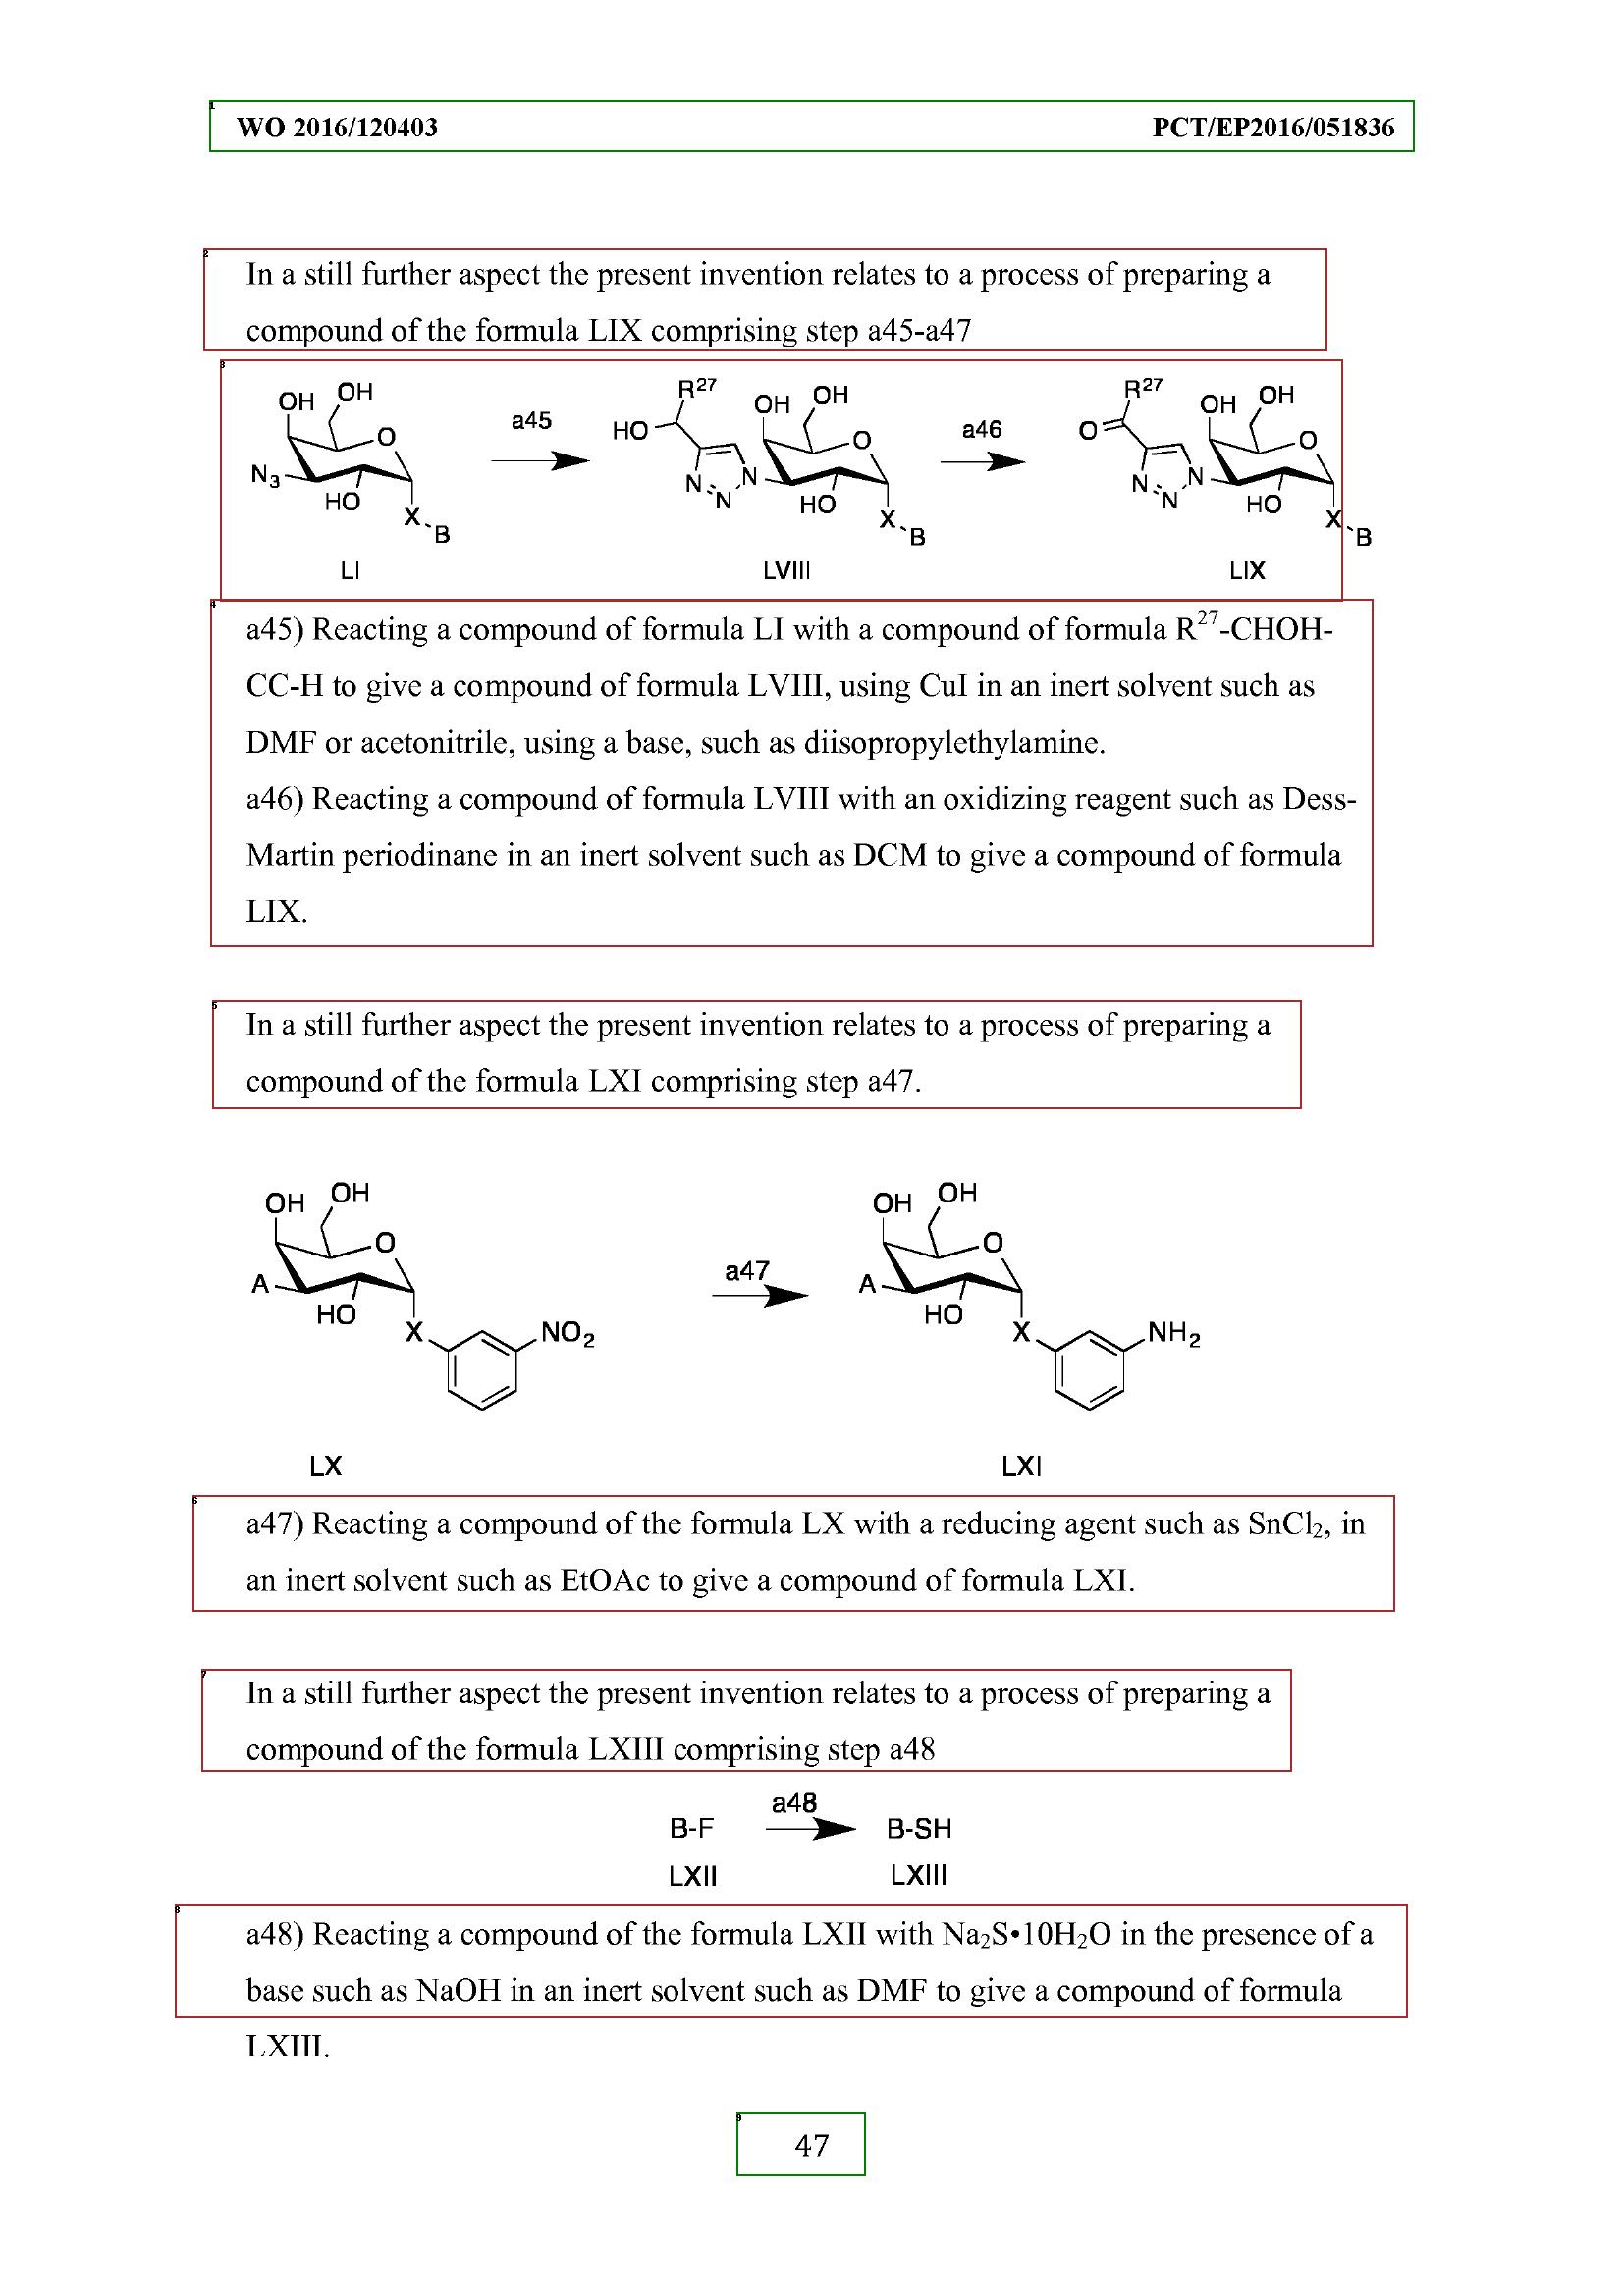 WO 2016/120403 PCT/EP2016/051836
In a still further aspect the present invention relates to a process of preparing a
compound of the formula LIX comprising step a45-a47
OH OH O N3 HO X B
a45
R27 HO OH OH O N N N HO X B
a46
R27 O OH OH O N N N HO X B
LI LVIII LIX
a45) Reacting a compound of formula LI with a compound of formula R27-CHOH-
CC-H to give a compound of formula LVIII, using CuI in an inert solvent such as
DMF or acetonitrile, using a base, such as diisopropylethylamine.
a46) Reacting a compound of formula LVIII with an oxidizing reagent such as Dess-
Martin periodinane in an inert solvent such as DCM to give a compound of formula
LIX.
In a still further aspect the present invention relates to a process of preparing a
compound of the formula LXI comprising step a47.
OH OH O A HO X NO2
a47
OH OH O A HO X NH2
LX LXI
a47) Reacting a compound of the formula LX with a reducing agent such as SnCl2, in
an inert solvent such as EtOAc to give a compound of formula LXI.
In a still further aspect the present invention relates to a process of preparing a
compound of the formula LXIII comprising step a48
a48
B-F B-SH
LXII LXIII
a48) Reacting a compound of the formula LXII with Na2S•10H2O in the presence of a
base such as NaOH in an inert solvent such as DMF to give a compound of formula
LXIII.
47